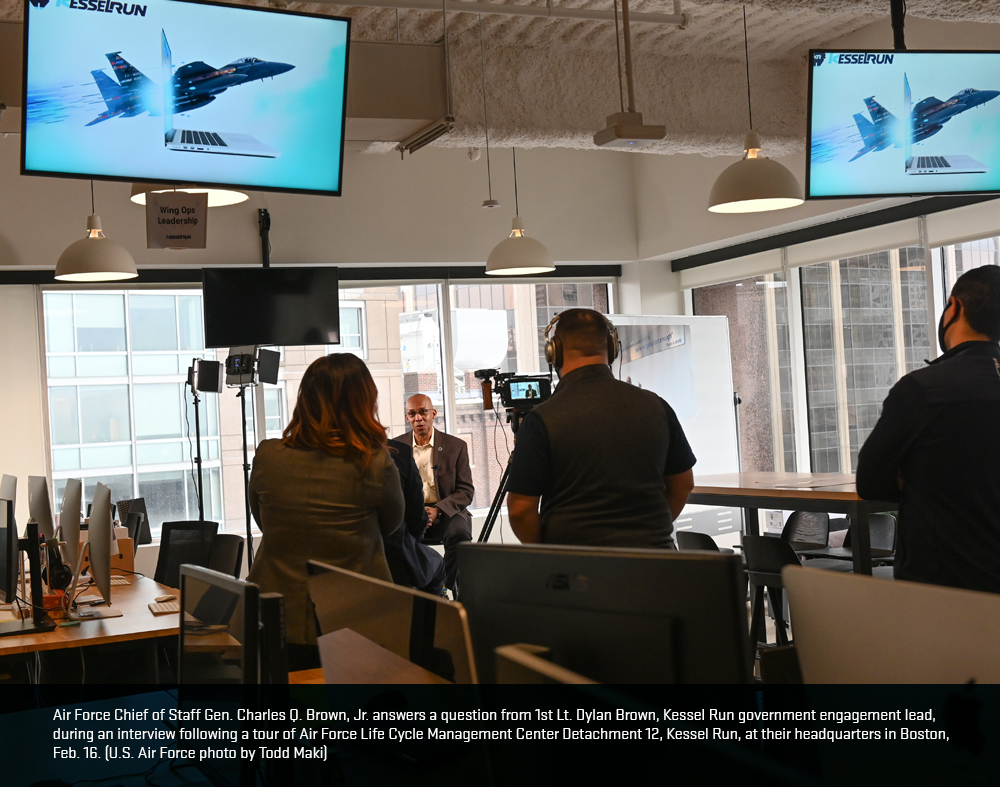 KESSELRUN
KESSELRUN
Wing Ops
Leadership
KESSELRUN
Air Force Chief of Staff Gen. Charles Q. Brown, Jr. answers a question from 1st Lt. Dylan Brown, Kessel Run government engagement lead,
during an interview following a tour of Air Force Life Cycle Management Center Detachment 12, Kessel Run, at their headquarters in Boston,
Feb. 16. (U.S. Air Force photo by Todd Maki)